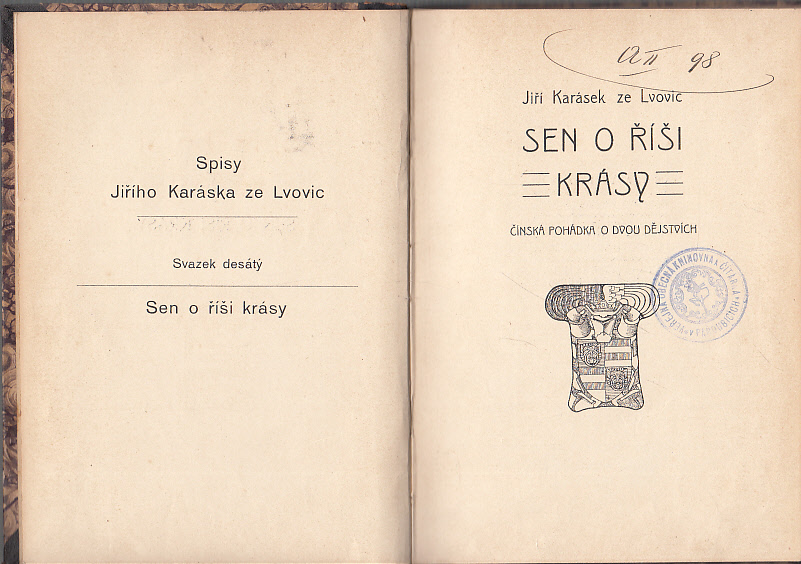 Spisy
Jiřího Karáska ze Lvovic
Svazek desátý
Sen o říši krásy
98
Jiří Karásek ze Lvovic
SEN O ŘÍŠI
KRÁSY
ČÍNSKÁ POHÁDKA O DVOU DĚJSTVÍCH